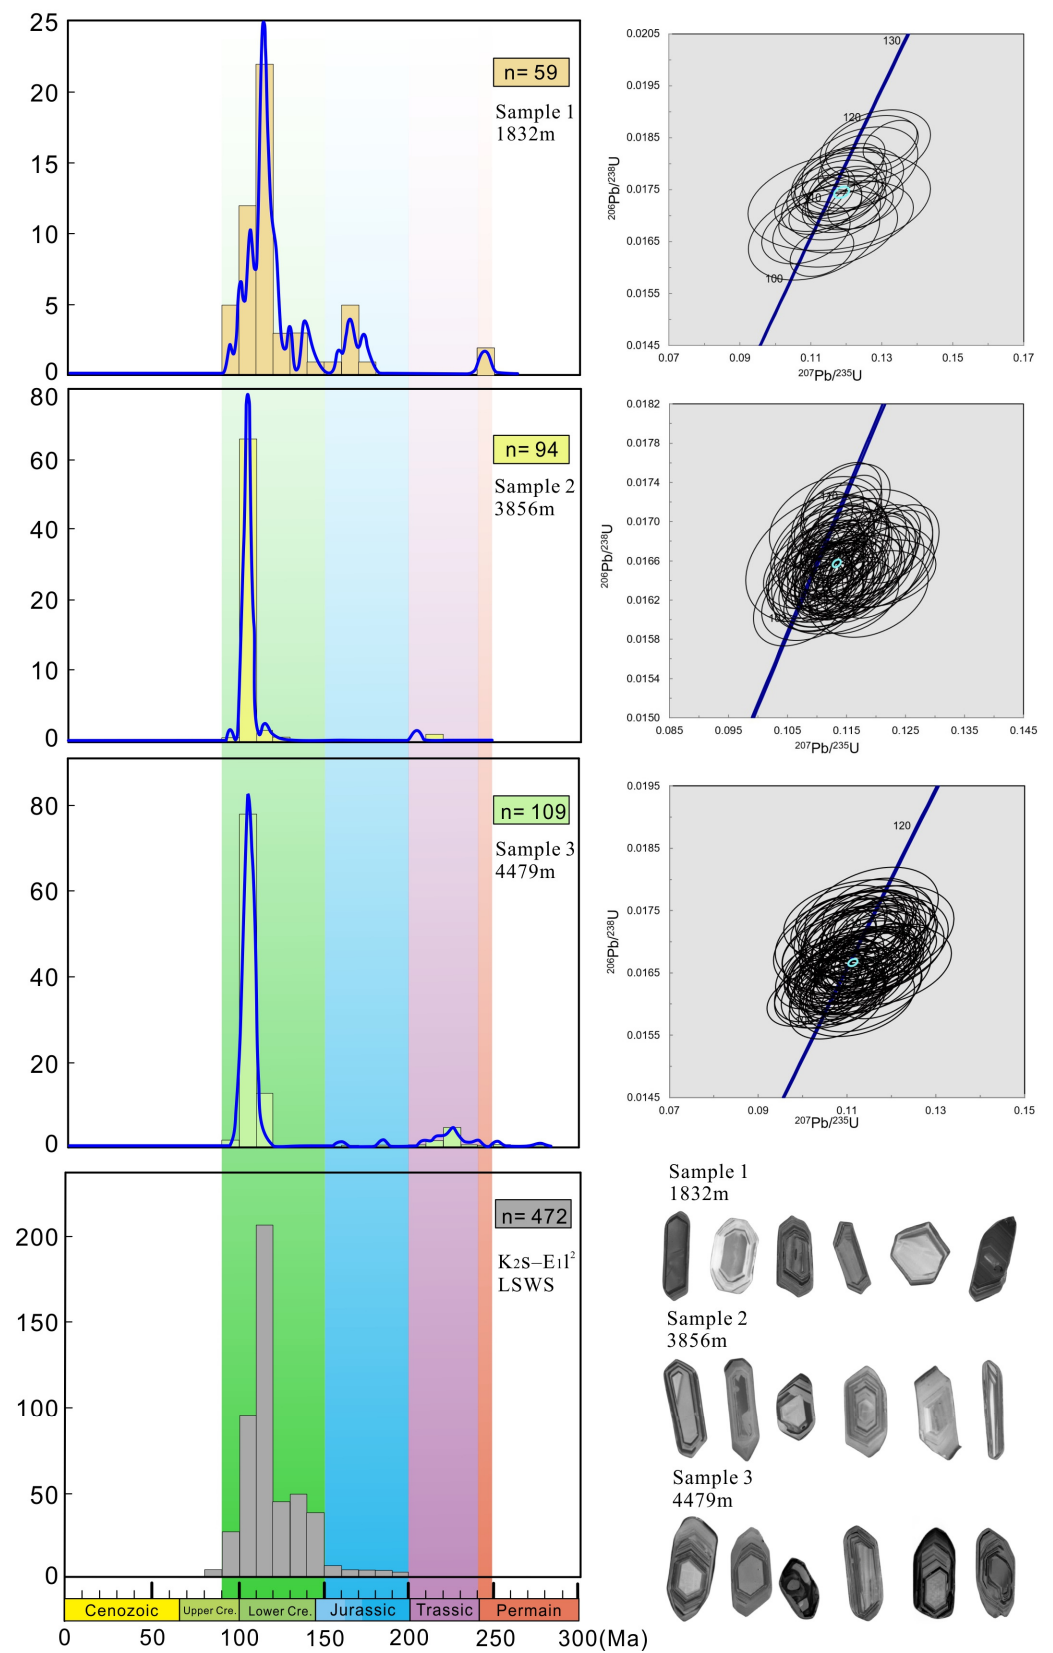 25
20
15
10
5
0
n= 59
Sample 1
1832m
80
60
40
20
10
0
n= 94
Sample 2
3856m
80
60
40
20
0
n= 109
Sample 3
4479m
200
150
100
50
0
n= 472
K2s–E1l²
LSWS
Cenozoic
Upper Cre.
Lower Cre.
Jurassic
Trassic
Permain
0 50 100 150 200 250 300(Ma)
0.0205
0.0195
0.0185
0.0175
0.0165
0.0155
0.0145
206Pb/238U
130
120
100
0.07 0.09 0.11 0.13 0.15 0.17
207Pb/235U
0.0182
0.0178
0.0174
0.0170
0.0166
0.0162
0.0158
0.0154
0.0150
206Pb/238U
0.085 0.095 0.105 0.115 0.125 0.135 0.145
207Pb/235U
0.0195
0.0185
0.0175
0.0165
0.0155
0.0145
206Pb/238U
120
0.07 0.09 0.11 0.13 0.15
207Pb/235U
Sample 1
1832m
Sample 2
3856m
Sample 3
4479m